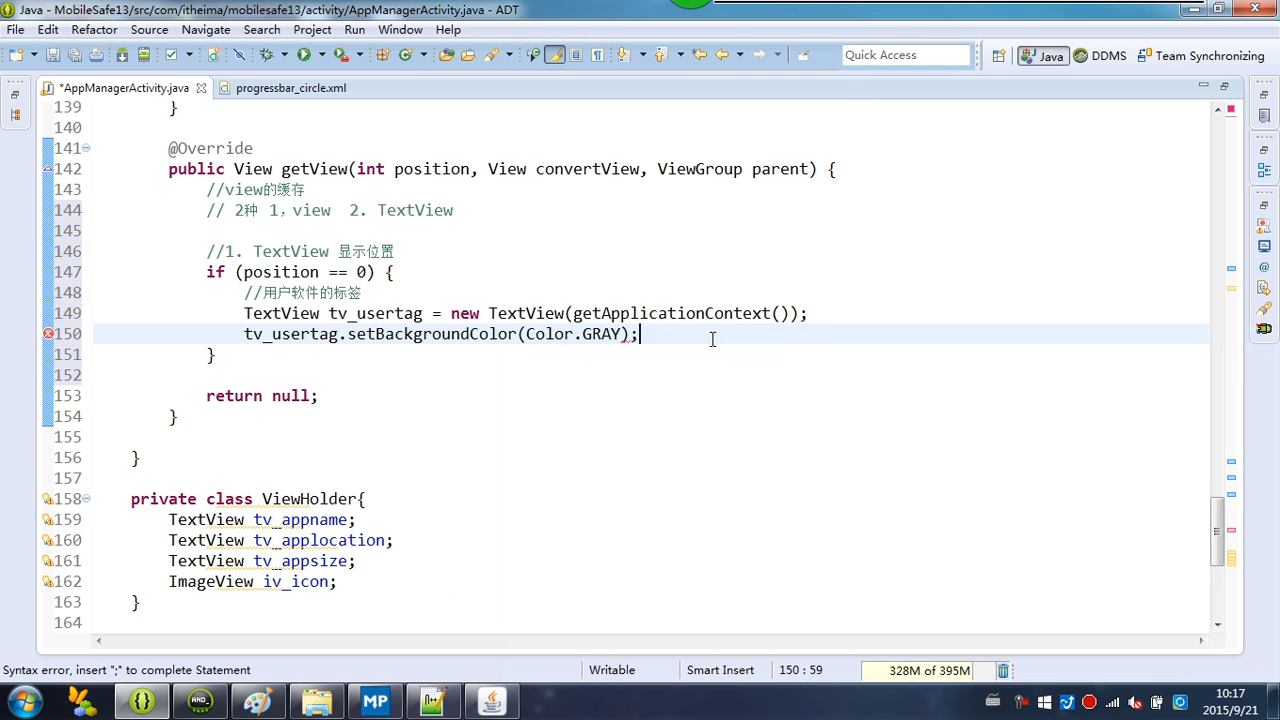 Java - MobileSafe13/src/com/itheima/mobilesafe13/activity/AppManagerActivity.java - ADT
File Edit Refactor Source Navigate Search Project Run Window Help
Quick Access Java DDMS Team Synchronizing
*AppManagerActivity.java progressbar_circle.xml
139 }
140
141 @Override
142 public View getView(int position, View convertView, ViewGroup parent) {
143 //view的缓存
144 // 2种 1，view 2. TextView
145
146 //1. TextView 显示位置
147 if (position == 0) {
148 //用户软件的标签
149 TextView tv_usertag = new TextView(getApplicationContext());
150 tv_usertag.setBackgroundColor(Color.GRAY);
151 }
152
153 return null;
154 }
155
156 }
157
158 private class ViewHolder{
159 TextView tv_appname;
160 TextView tv_applocation;
161 TextView tv_appsize;
162 ImageView iv_icon;
163 }
164
Syntax error, insert ";" to complete Statement Writable Smart Insert 150 : 59 328M of 395M
10:17
2015/9/21